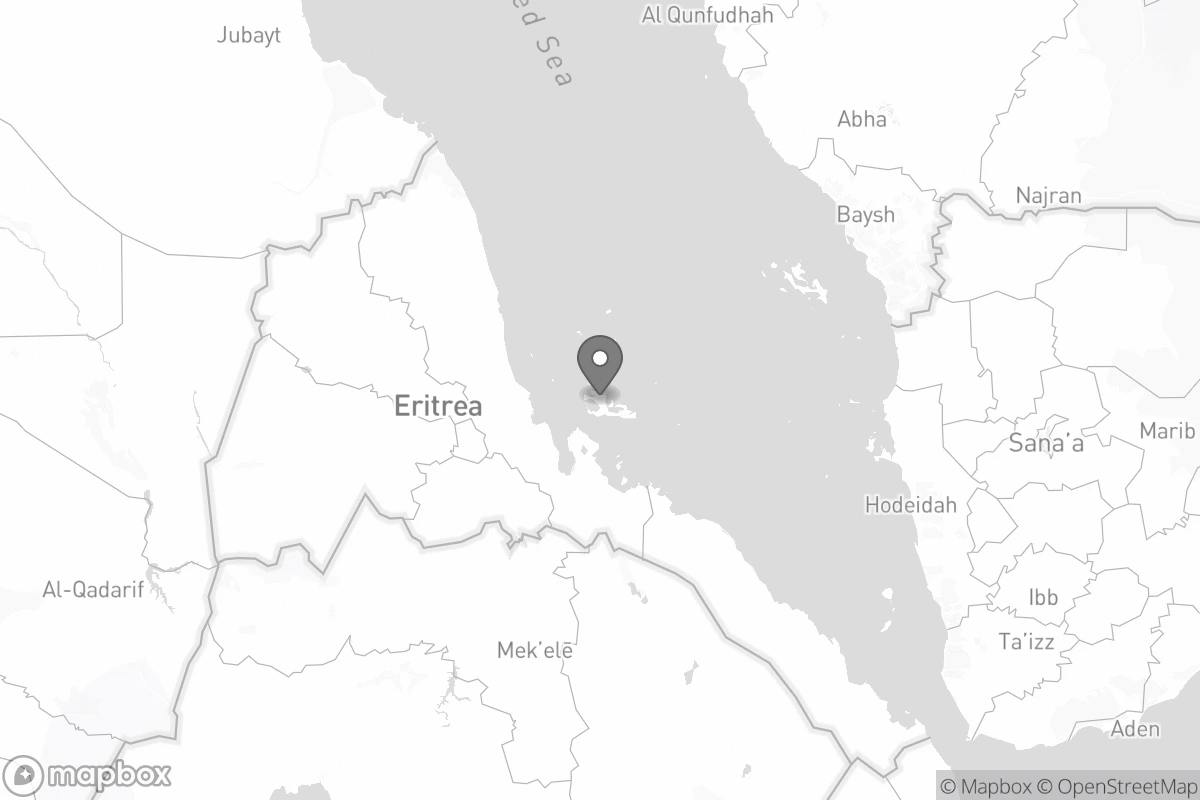 Al Qunfudhah
Jubayt
ed Sea
Abha
Najran
Baysh
Eritrea
Sana’a
Marib
Hodeidah
Al-Qadarif
Ibb
Ta’izz
Mek’elē
Aden
mapbox
© Mapbox © OpenStreetMap